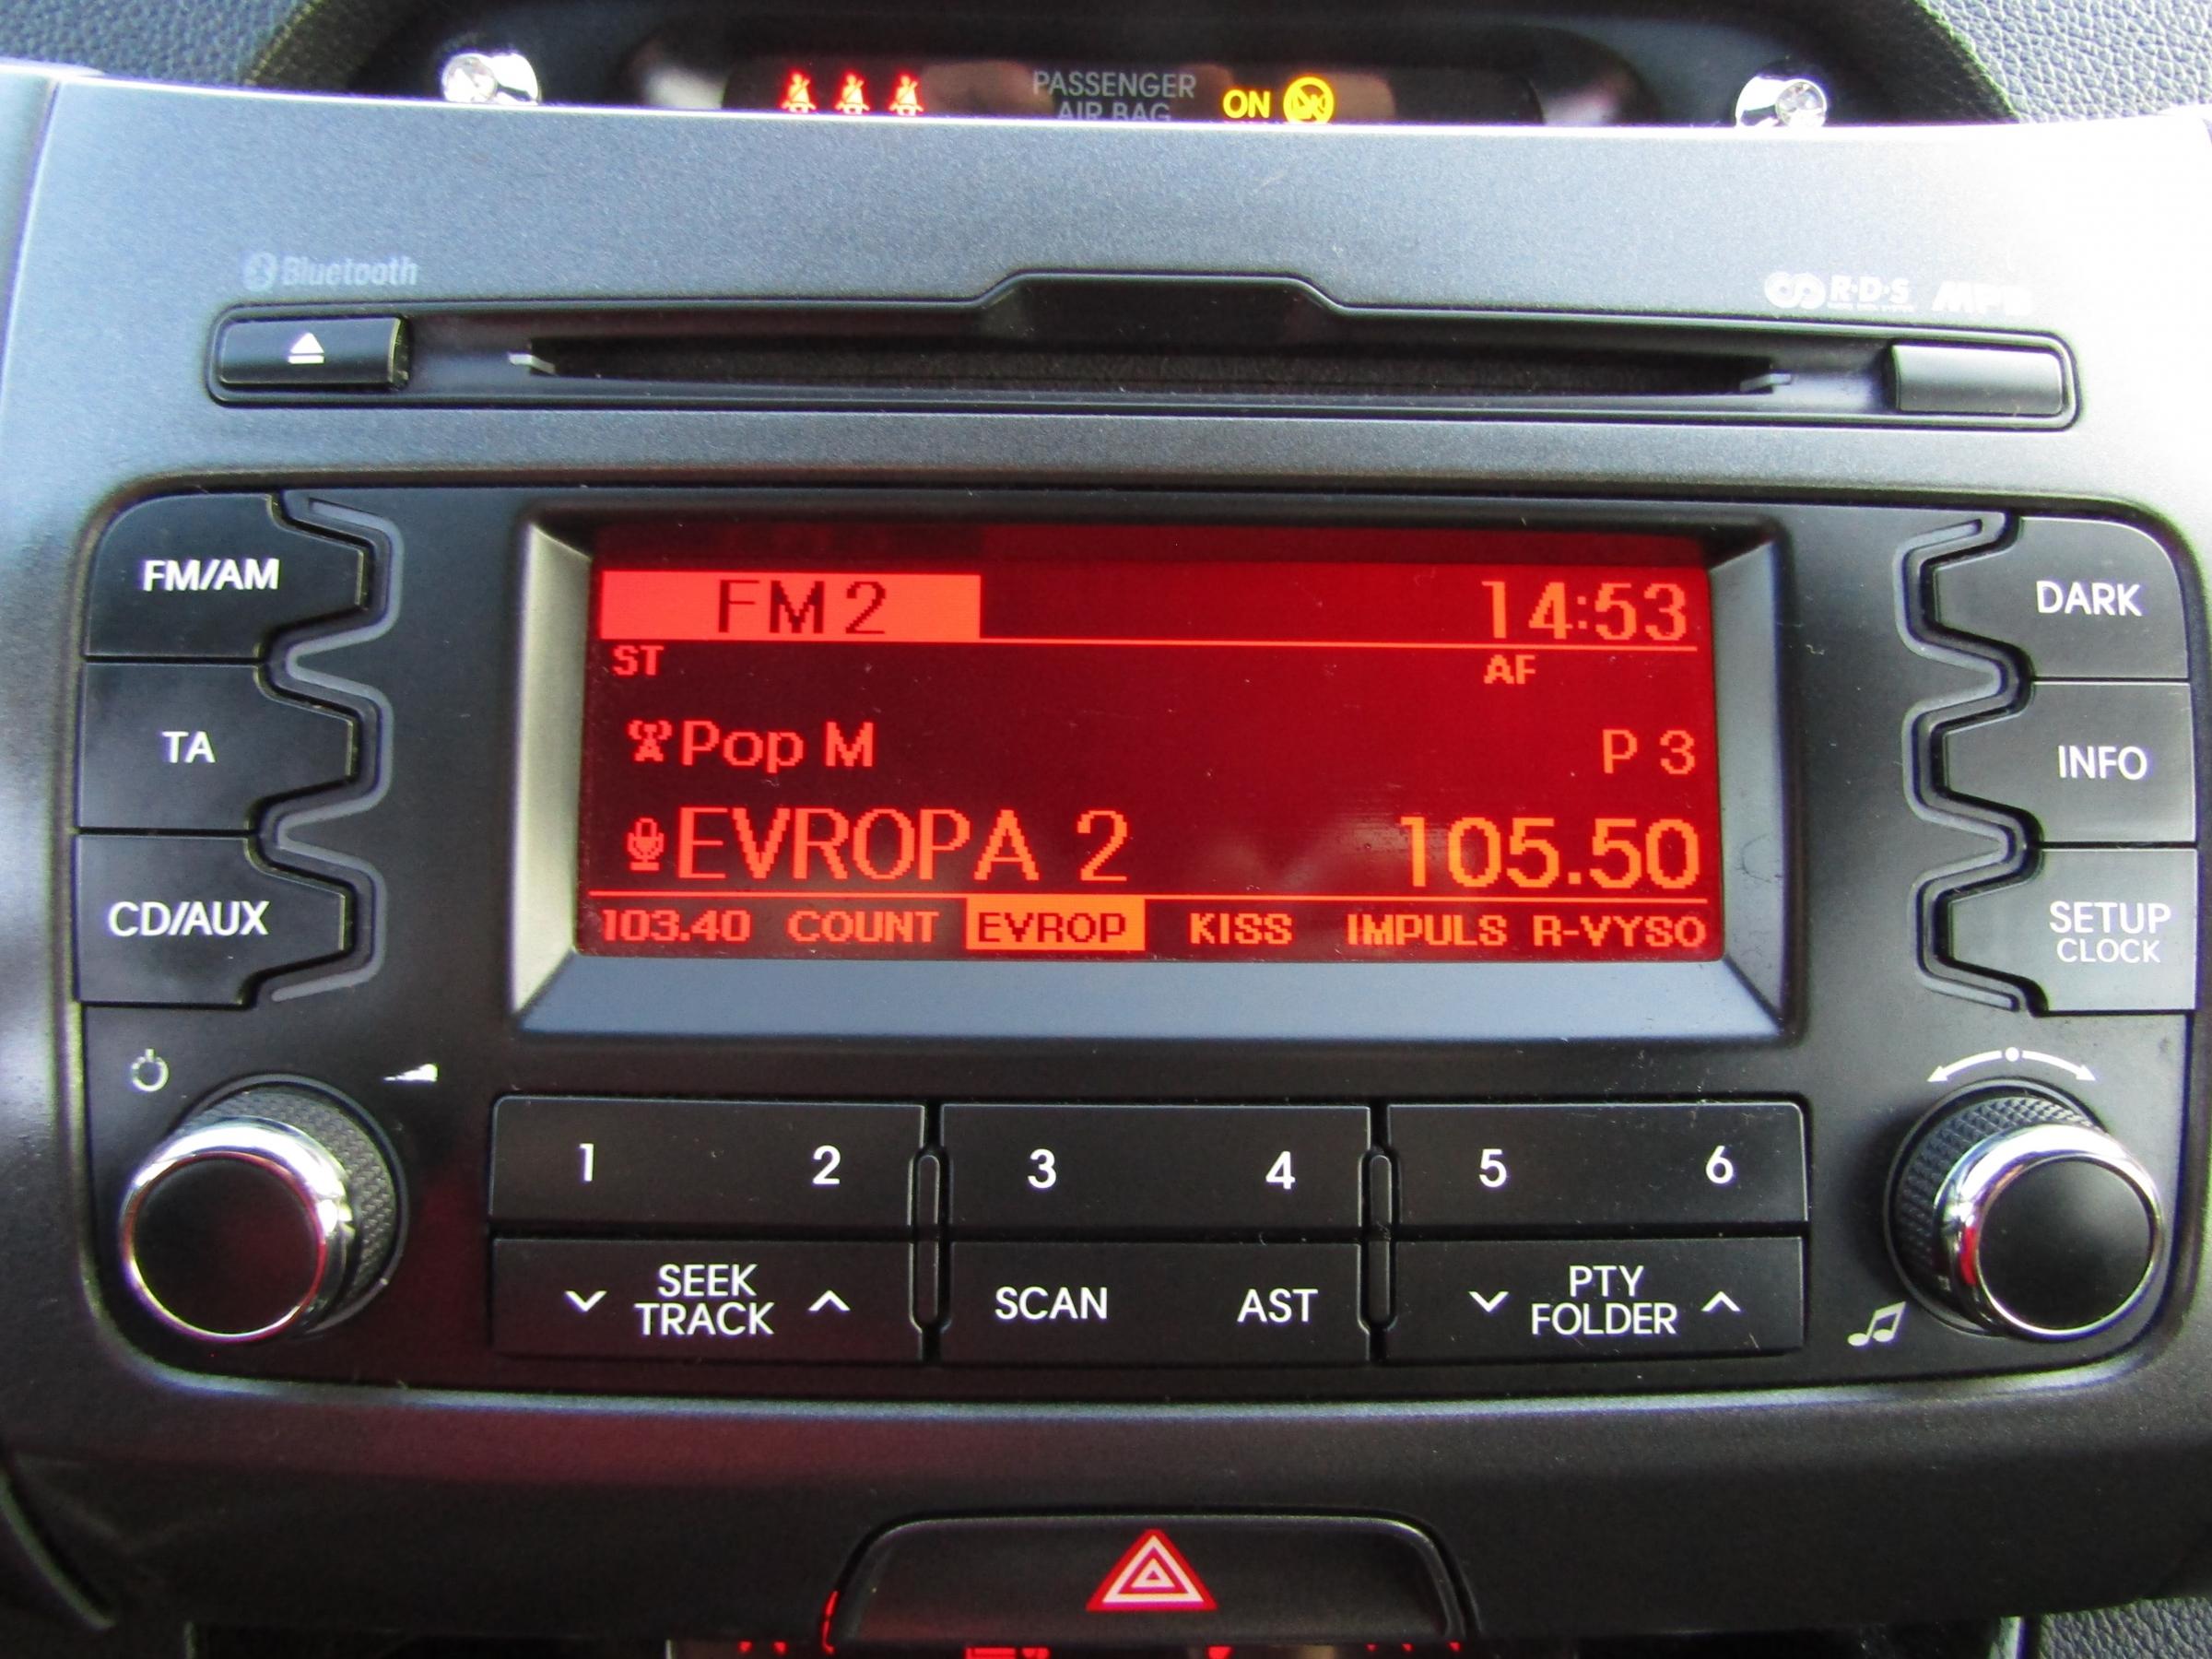 PASSENGER
AIR BAG
ON
Bluetooth
R·D·S
FM/AM
TA
CD/AUX
FM2
14:53
ST
AF
Pop M
P 3
EVROPA 2
105.50
103.40 COUNT EVROP KISS IMPULS R-VYSO
DARK
INFO
SETUP
CLOCK
1 2 3 4 5 6
SEEK
TRACK
SCAN AST
PTY
FOLDER